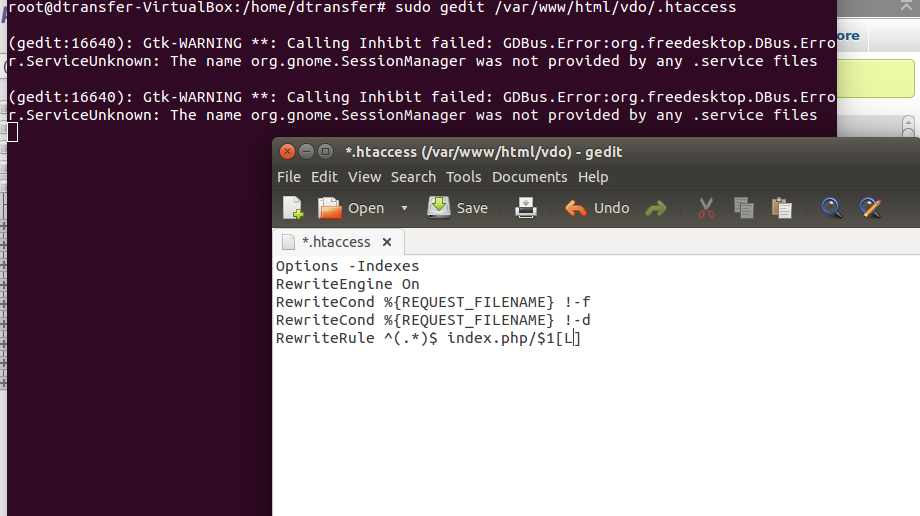 root@dtransfer-VirtualBox:/home/dtransfer# sudo gedit /var/www/html/vdo/.htaccess
(gedit:16640): Gtk-WARNING **: Calling Inhibit failed: GDBus.Error:org.freedesktop.DBus.Erro
r.ServiceUnknown: The name org.gnome.SessionManager was not provided by any .service files
(gedit:16640): Gtk-WARNING **: Calling Inhibit failed: GDBus.Error:org.freedesktop.DBus.Erro
r.ServiceUnknown: The name org.gnome.SessionManager was not provided by any .service files
ore
*.htaccess (/var/www/html/vdo) - gedit
File Edit View Search Tools Documents Help
Open Save Undo
*.htaccess
Options -Indexes
RewriteEngine On
RewriteCond %{REQUEST_FILENAME} !-f
RewriteCond %{REQUEST_FILENAME} !-d
RewriteRule ^(.*)$ index.php/$1[L]